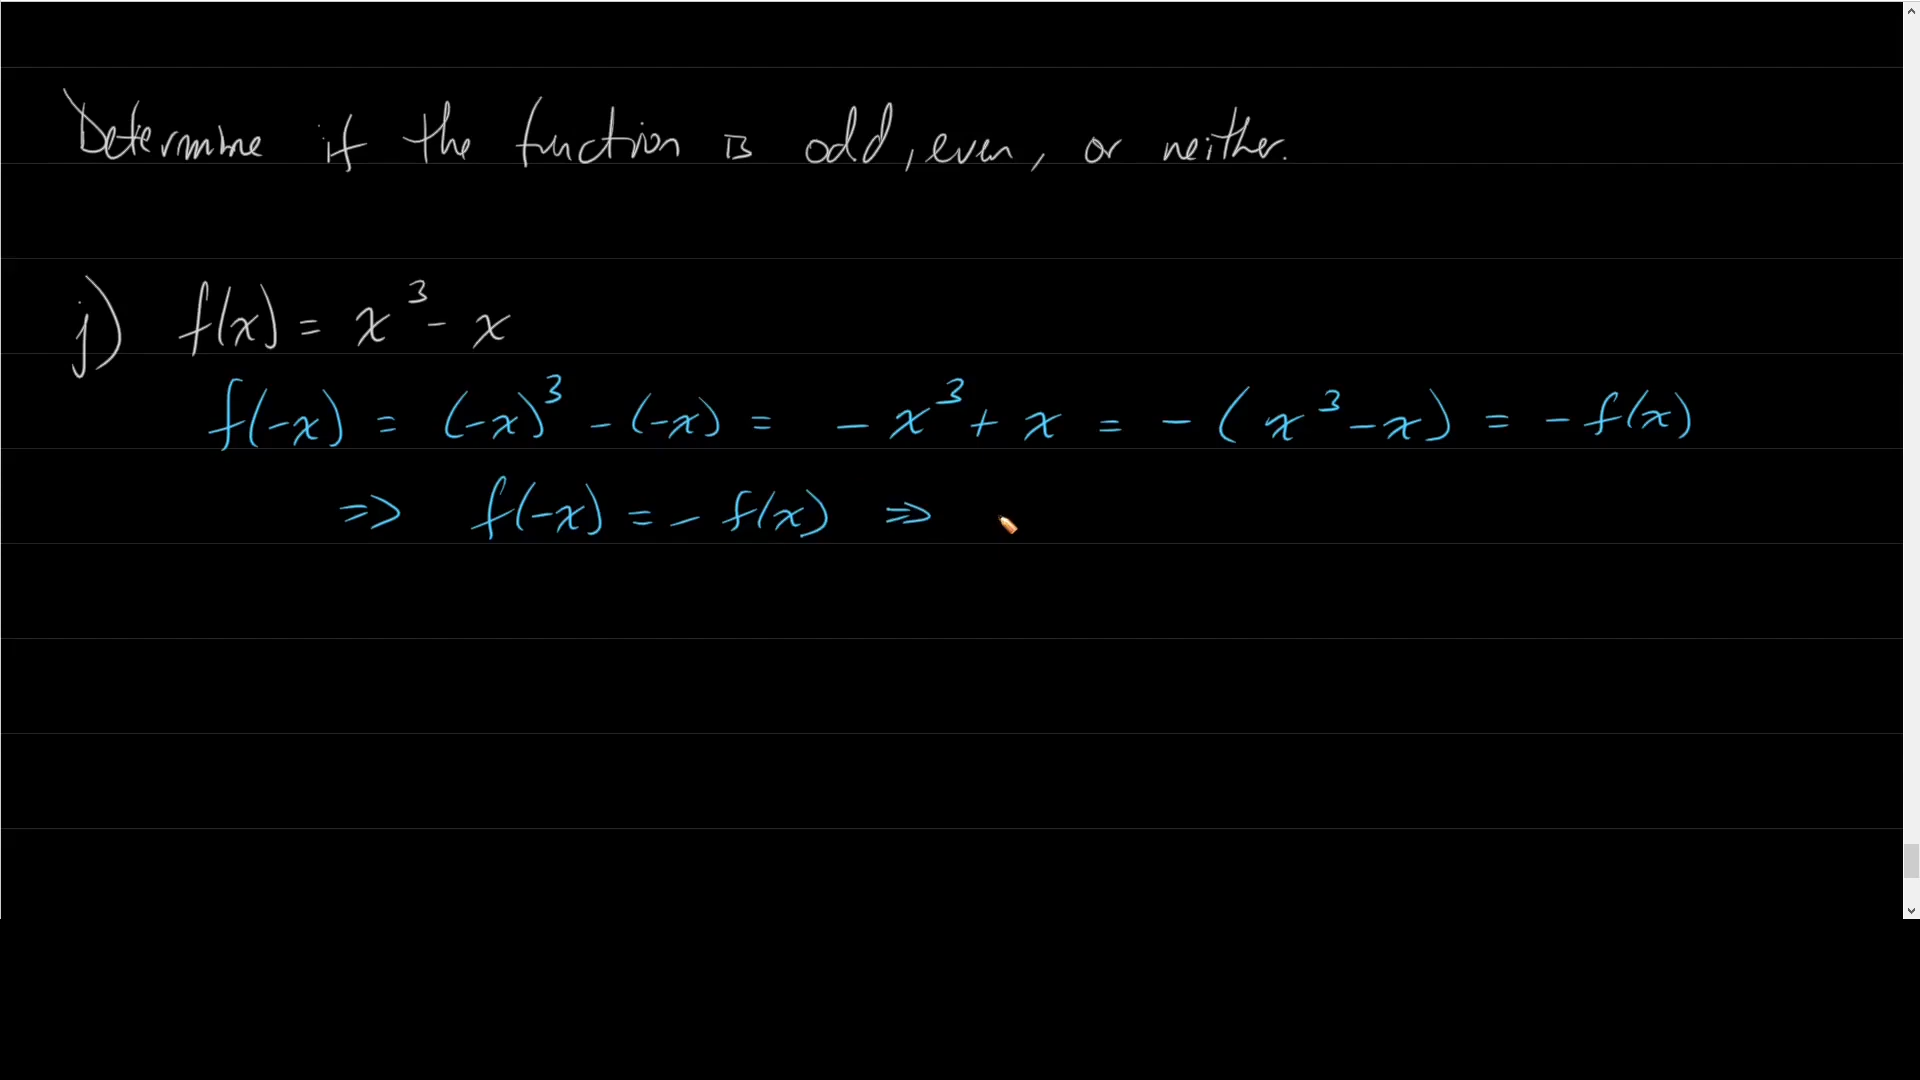 Determine if the function is odd, even, or neither.
j) f(x) = x³ - x
f(-x) = (-x)³ - (-x) = - x³ + x = - (x³ - x) = - f(x)
=> f(-x) = - f(x) =>